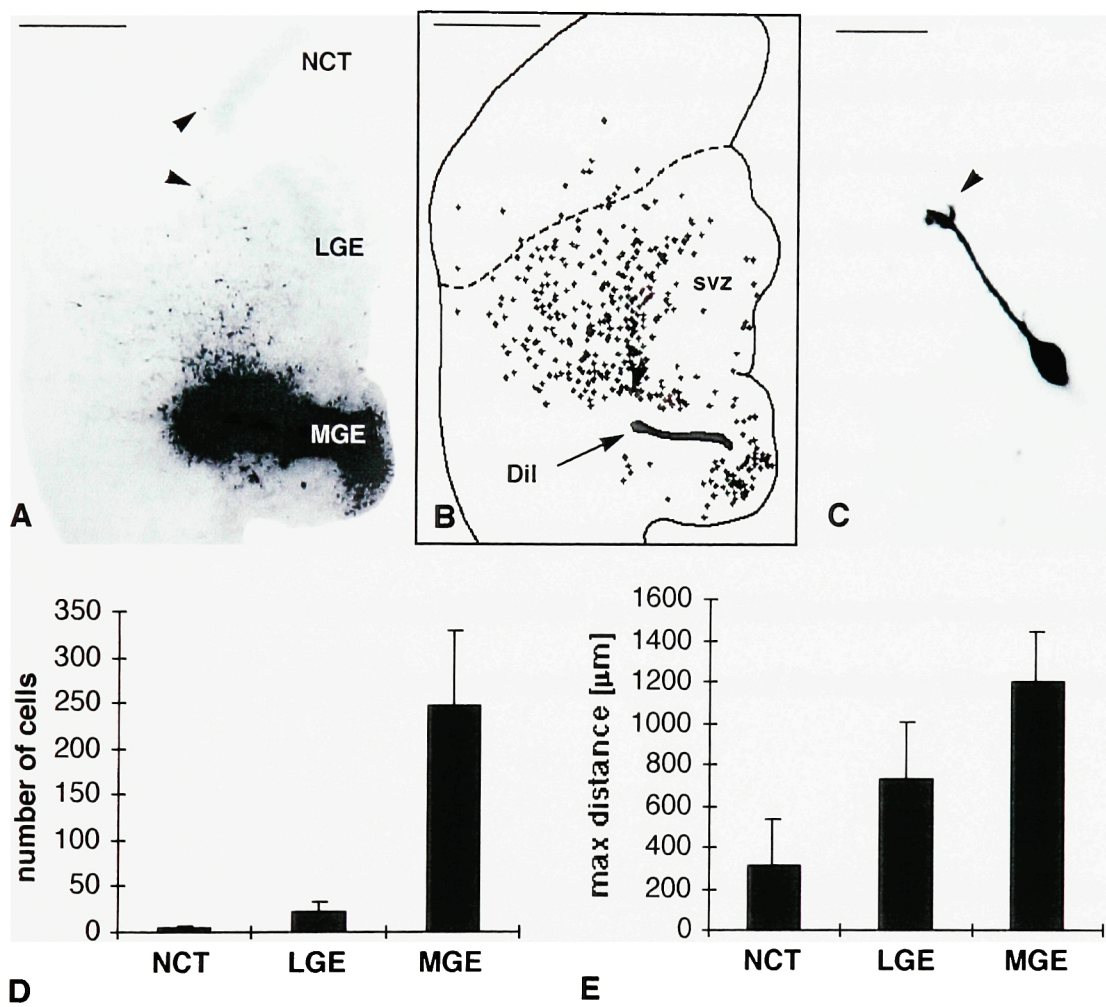 NCT
LGE
MGE
A
SVZ
DiI
B
C
350
300
250
200
150
100
50
0
number of cells
NCT LGE MGE
D
1600
1400
1200
1000
800
600
400
200
0
max distance [μm]
NCT LGE MGE
E